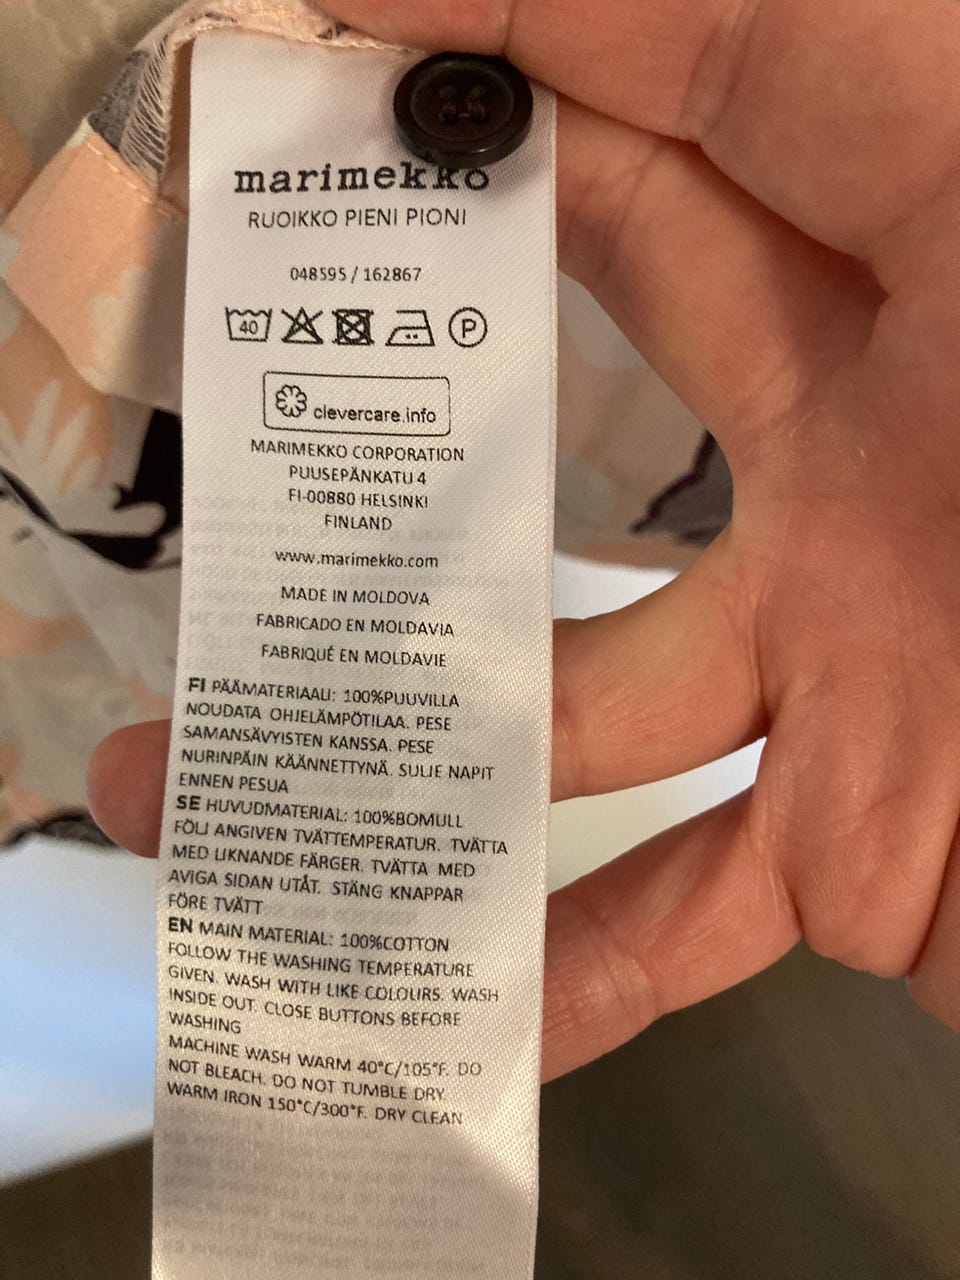 marimekko
RUOIKKO PIENI PIONI
048595 / 162867
40 P
clevercare.info
MARIMEKKO CORPORATION
PUUSEPÄNKATU 4
FI-00880 HELSINKI
FINLAND
www.marimekko.com
MADE IN MOLDOVA
FABRICADO EN MOLDAVIA
FABRIQUÉ EN MOLDAVIE
FI PÄÄMATERIAALI: 100%PUUVILLA
NOUDATA OHJELÄMPÖTILAA. PESE
SAMANSÄVYISTEN KANSSA. PESE
NURINPÄIN KÄÄNNETTYNÄ. SULJE NAPIT
ENNEN PESUA
SE HUVUDMATERIAL: 100%BOMULL
FÖLJ ANGIVEN TVÄTTEMPERATUR. TVÄTTA
MED LIKNANDE FÄRGER. TVÄTTA MED
AVIGA SIDAN UTÅT. STÄNG KNAPPAR
FÖRE TVÄTT
EN MAIN MATERIAL: 100%COTTON
FOLLOW THE WASHING TEMPERATURE
GIVEN. WASH WITH LIKE COLOURS. WASH
INSIDE OUT. CLOSE BUTTONS BEFORE
WASHING
MACHINE WASH WARM 40°C/105°F. DO
NOT BLEACH. DO NOT TUMBLE DRY.
WARM IRON 150°C/300°F. DRY CLEAN